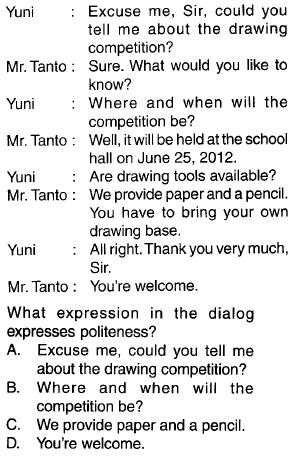 Yuni : Excuse me, Sir, could you
tell me about the drawing
competition?
Mr. Tanto : Sure. What would you like to
know?
Yuni : Where and when will the
competition be?
Mr. Tanto : Well, it will be held at the school
hall on June 25, 2012.
Yuni : Are drawing tools available?
Mr. Tanto : We provide paper and a pencil.
You have to bring your own
drawing base.
Yuni : All right. Thank you very much,
Sir.
Mr. Tanto : You're welcome.
What expression in the dialog
expresses politeness?
A. Excuse me, could you tell me
about the drawing competition?
B. Where and when will the
competition be?
C. We provide paper and a pencil.
D. You're welcome.